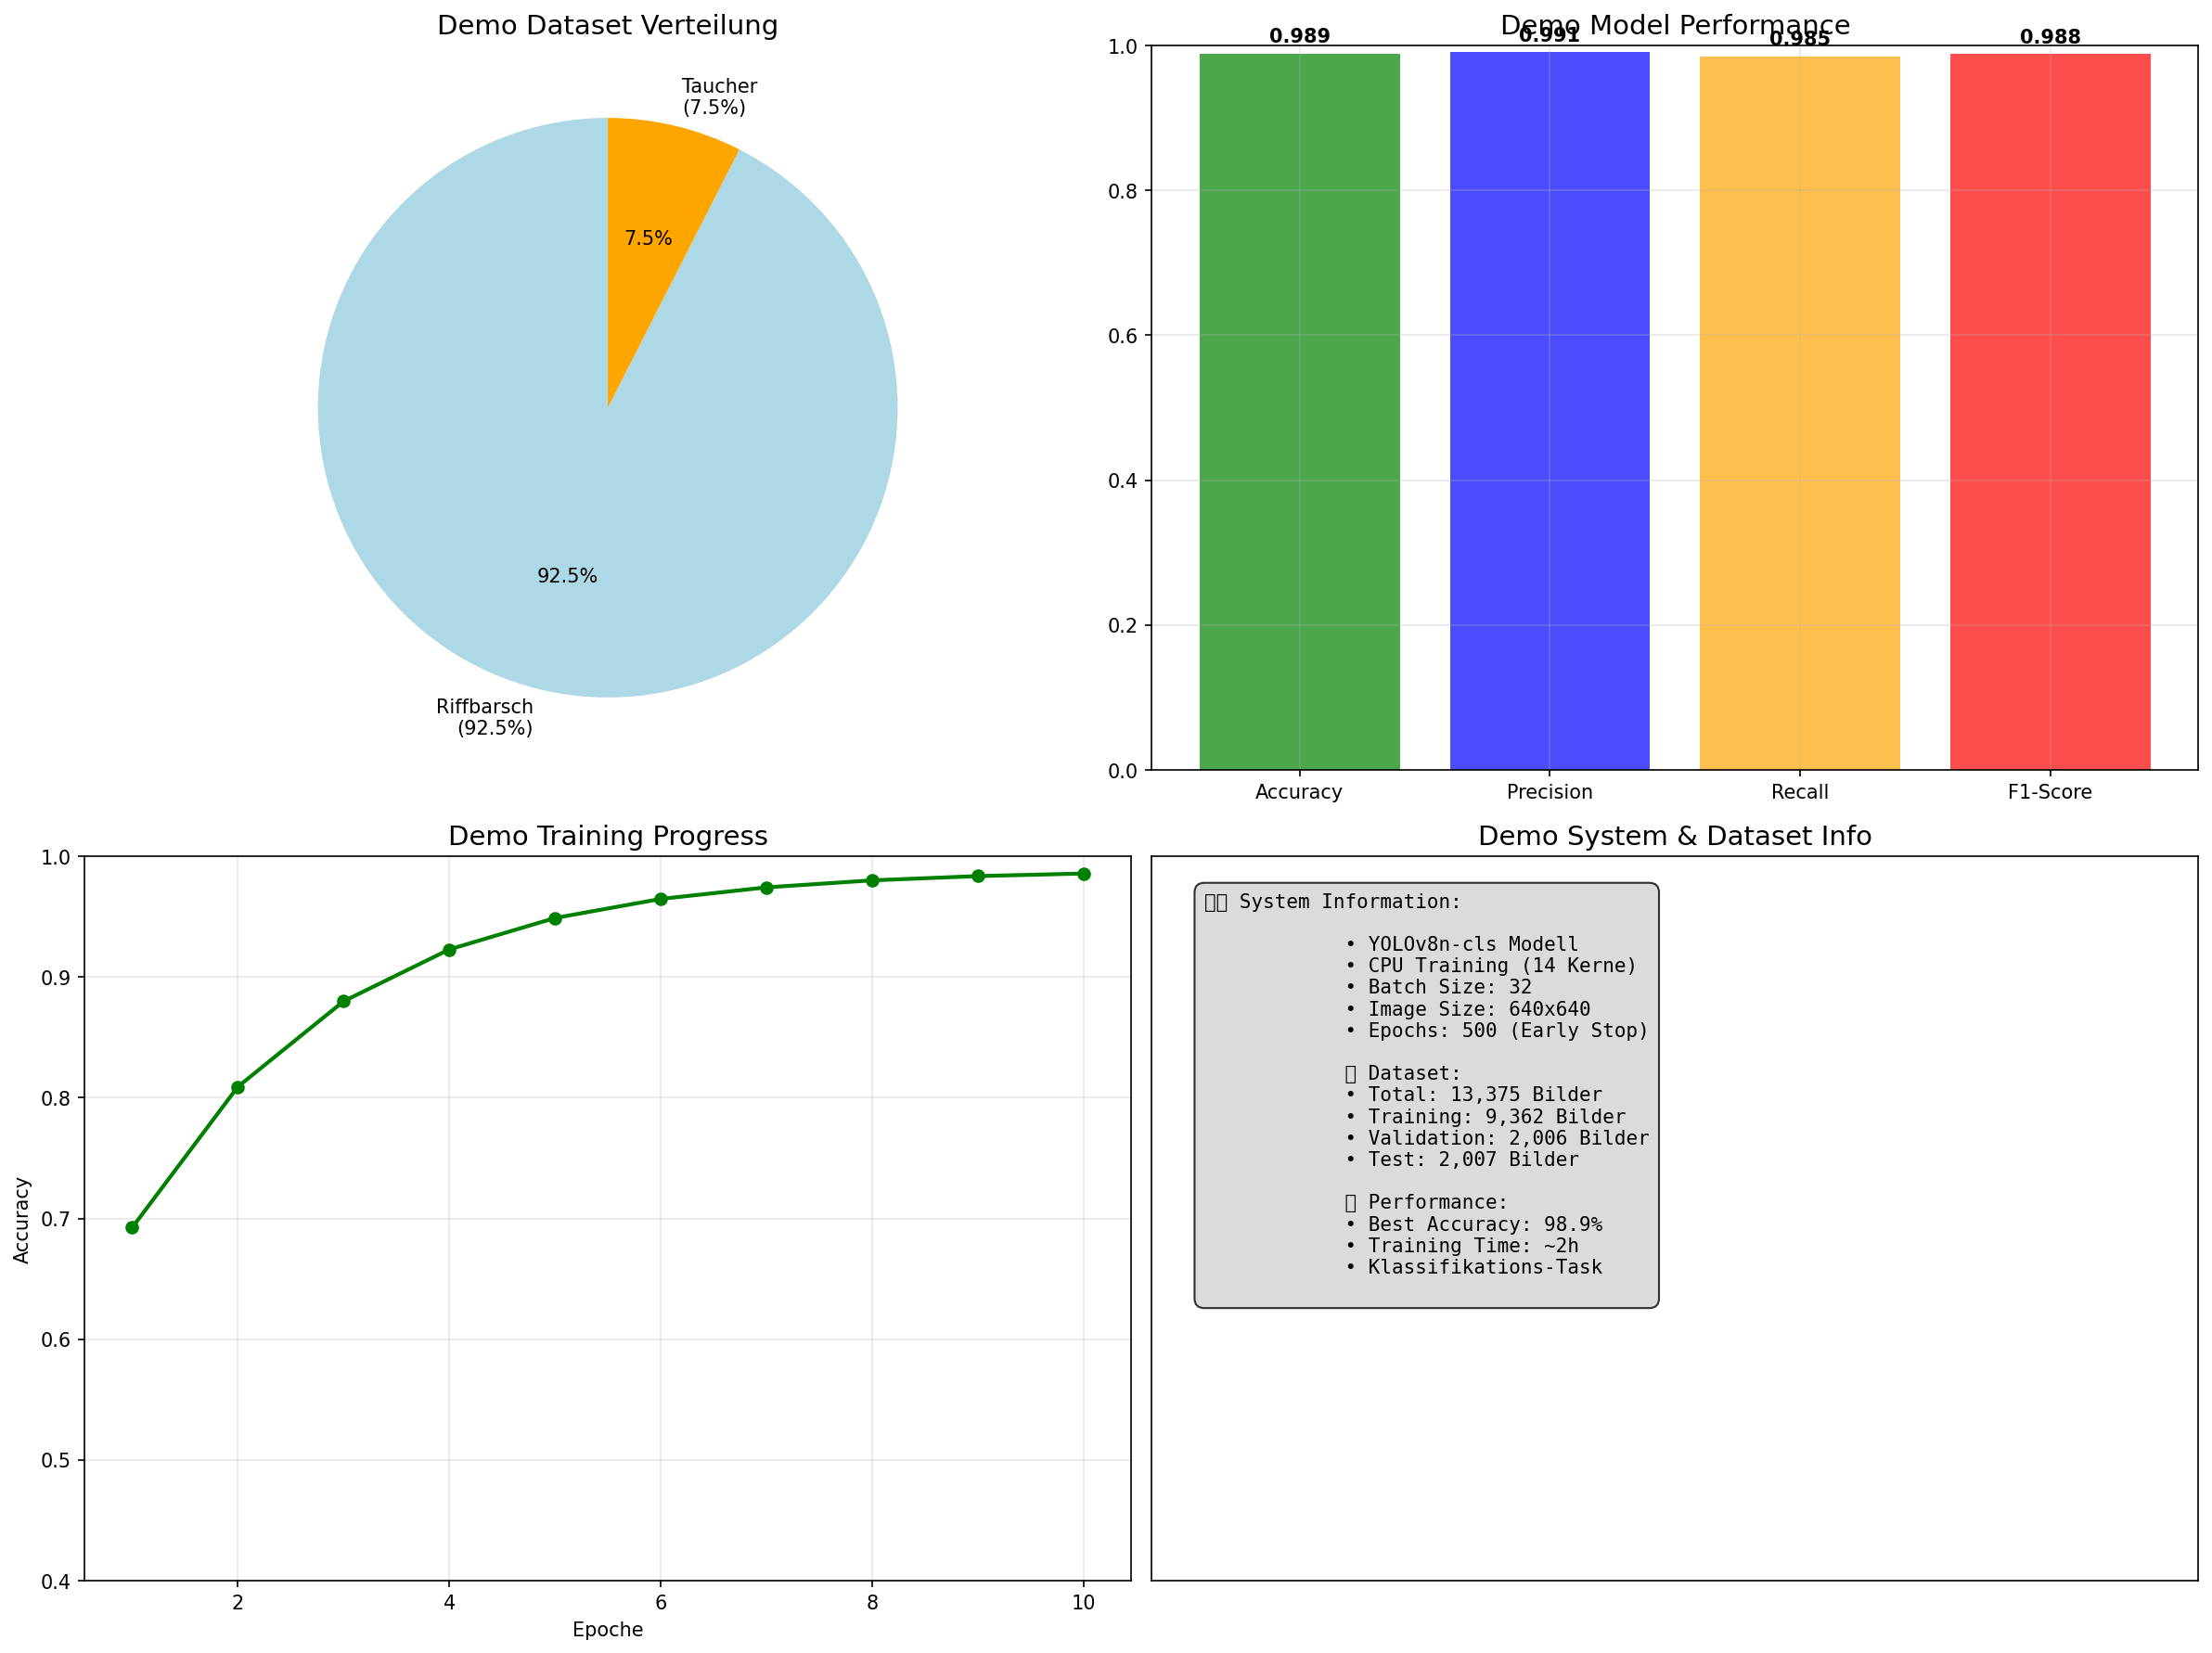 Demo Dataset Verteilung
Taucher
(7.5%)
7.5%
92.5%
Riffbarsch
(92.5%)
Demo Model Performance
0.989
0.991
0.985
0.988
1.0
0.8
0.6
0.4
0.2
0.0
Accuracy
Precision
Recall
F1-Score
Demo Training Progress
1.0
0.9
0.8
0.7
0.6
0.5
0.4
Accuracy
2
4
6
8
10
Epoche
Demo System & Dataset Info
System Information:
• YOLOv8n-cls Modell
• CPU Training (14 Kerne)
• Batch Size: 32
• Image Size: 640x640
• Epochs: 500 (Early Stop)
Dataset:
• Total: 13,375 Bilder
• Training: 9,362 Bilder
• Validation: 2,006 Bilder
• Test: 2,007 Bilder
Performance:
• Best Accuracy: 98.9%
• Training Time: ~2h
• Klassifikations-Task